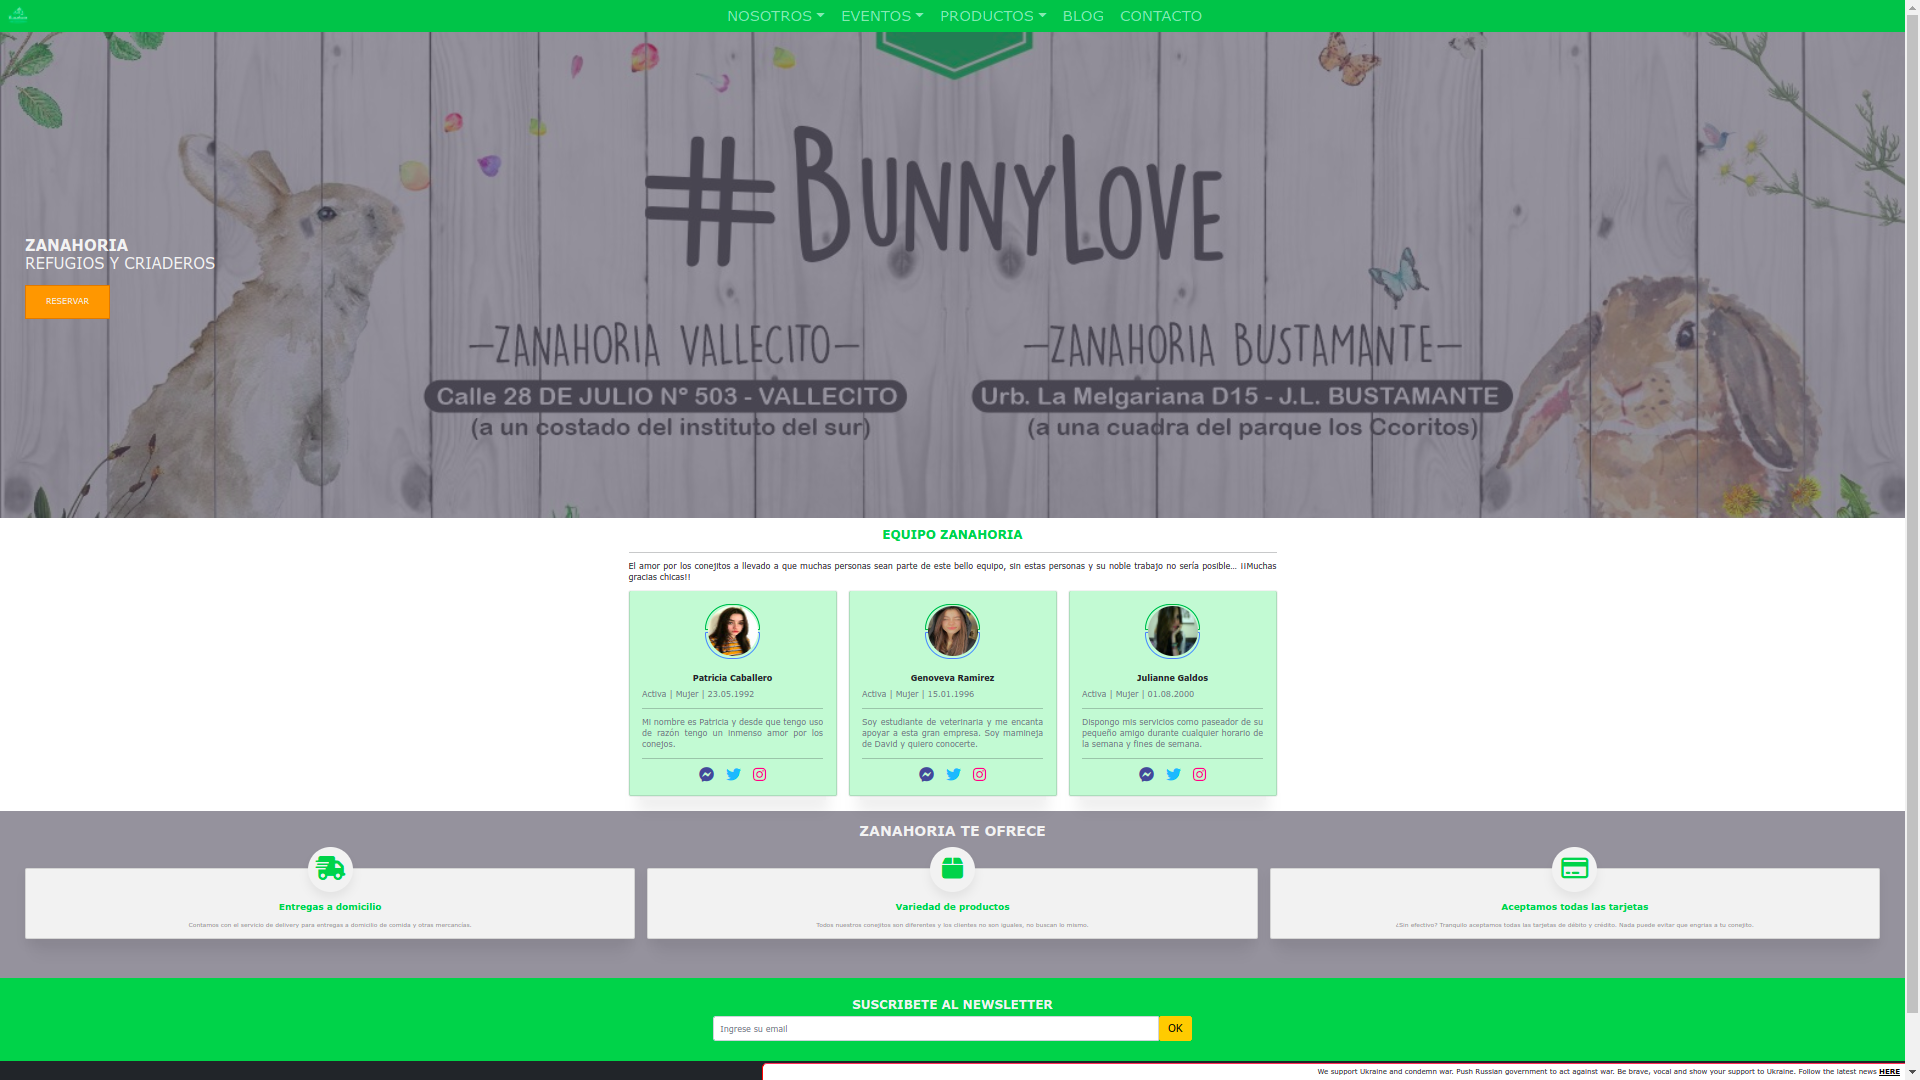 NOSOTROS
EVENTOS
PRODUCTOS
BLOG
CONTACTO
#BUNNYLOVE
ZANAHORIA
REFUGIOS Y CRIADEROS
RESERVAR
—ZANAHORIA VALLECITO—
Calle 28 DE JULIO N° 503 - VALLECITO
(a un costado del instituto del sur)
—ZANAHORIA BUSTAMANTE—
Urb. La Melgariana D15 - J.L. BUSTAMANTE
(a una cuadra del parque los Ccoritos)
EQUIPO ZANAHORIA
El amor por los conejitos a llevado a que muchas personas sean parte de este bello equipo, sin estas personas y su noble trabajo no sería posible... ¡¡Muchas
gracias chicas!!
Patricia Caballero
Activa | Mujer | 23.05.1992
Mi nombre es Patricia y desde que tengo uso
de razón tengo un inmenso amor por los
conejos.
Genoveva Ramirez
Activa | Mujer | 15.01.1996
Soy estudiante de veterinaria y me encanta
apoyar a esta gran empresa. Soy mamineja
de David y quiero conocerte.
Julianne Galdos
Activa | Mujer | 01.08.2000
Dispongo mis servicios como paseador de su
pequeño amigo durante cualquier horario de
la semana y fines de semana.
ZANAHORIA TE OFRECE
Entregas a domicilio
Contamos con el servicio de delivery para entregas a domicilio de comida y otras mercancías.
Variedad de productos
Todos nuestros conejitos son diferentes y los clientes no son iguales, no buscan lo mismo.
Aceptamos todas las tarjetas
¿Sin efectivo? Tranquilo aceptamos todas las tarjetas de débito y crédito. Nada puede evitar que engrías a tu conejito.
SUSCRIBETE AL NEWSLETTER
Ingrese su email
OK
We support Ukraine and condemn war. Push Russian government to act against war. Be brave, vocal and show your support to Ukraine. Follow the latest news HERE